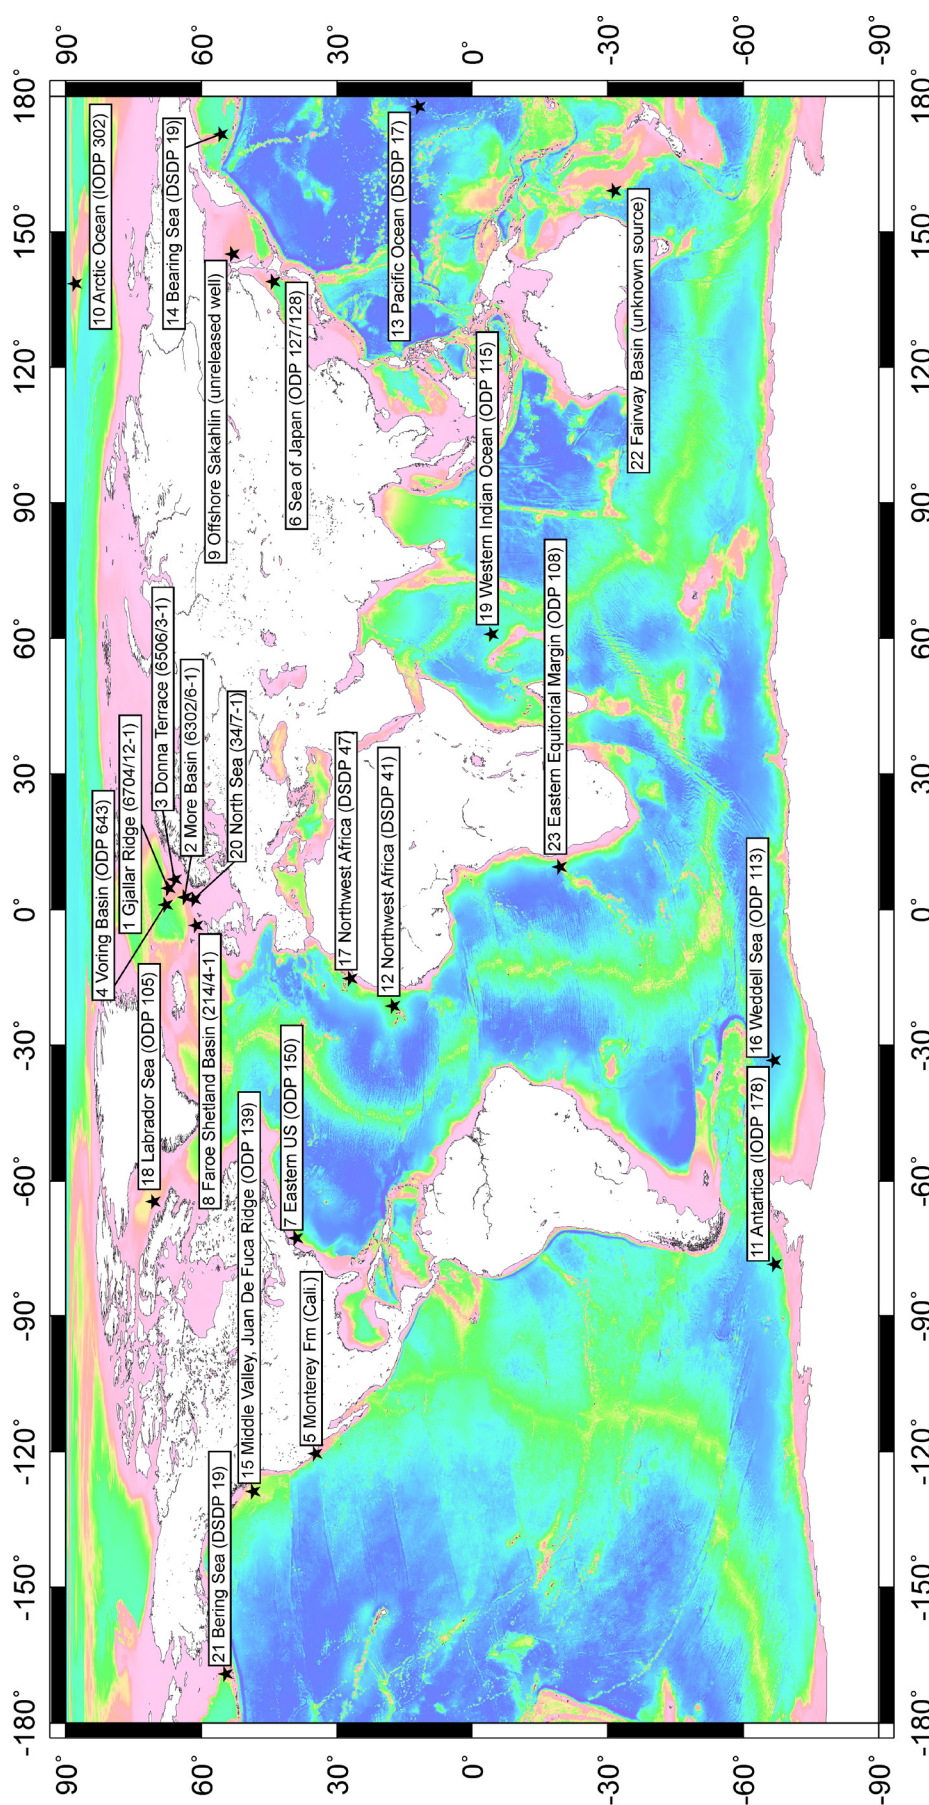 -180°
-150°
-120°
-90°
-60°
-30°
0°
30°
60°
90°
120°
150°
180°
90°
90°
60°
60°
30°
30°
0°
0°
-30°
-30°
-60°
-60°
-90°
-90°
-180°
-150°
-120°
-90°
-60°
-30°
0°
30°
60°
90°
120°
150°
180°
10 Arctic Ocean (IODP 302)
4 Voring Basin (ODP 643)
1 Gjallar Ridge (6704/12-1)
3 Donna Terrace (6506/3-1)
2 More Basin (6302/6-1)
20 North Sea (34/7-1)
18 Labrador Sea (ODP 105)
8 Faroe Shetland Basin (214/4-1)
14 Bearing Sea (DSDP 19)
9 Offshore Sakahlin (unreleased well)
21 Bering Sea (DSDP 19)
15 Middle Valley, Juan De Fuca Ridge (ODP 139)
7 Eastern US (ODP 150)
6 Sea of Japan (ODP 127/128)
5 Monterey Fm (Cali.)
17 Northwest Africa (DSDP 47)
12 Northwest Africa (DSDP 41)
13 Pacific Ocean (DSDP 17)
19 Western Indian Ocean (ODP 115)
23 Eastern Equitorial Margin (ODP 108)
22 Fairway Basin (unknown source)
11 Antartica (IODP 178)
16 Weddell Sea (ODP 113)